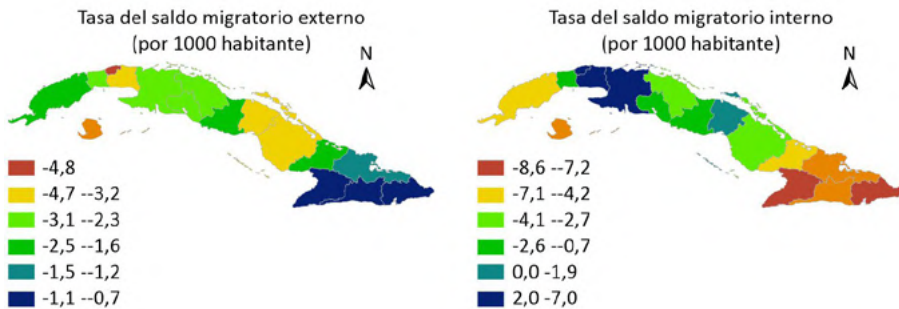 Tasa del saldo migratorio externo
(por 1000 habitante)
N
-4,8
-4,7 --3,2
-3,1 --2,3
-2,5 --1,6
-1,5 --1,2
-1,1 --0,7
Tasa del saldo migratorio interno
(por 1000 habitante)
N
-8,6 --7,2
-7,1 --4,2
-4,1 --2,7
-2,6 --0,7
0,0 -1,9
2,0 -7,0